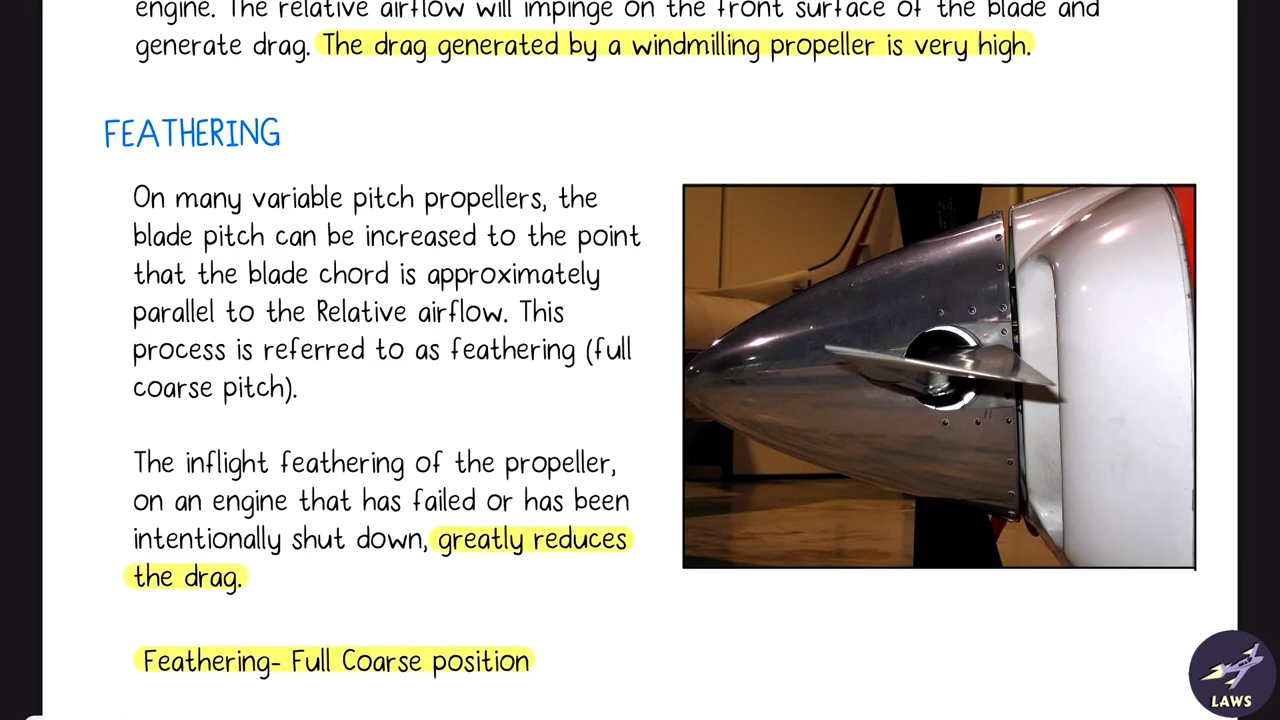 engine. The relative airflow will impinge on the front surface of the blade and
generate drag. The drag generated by a windmilling propeller is very high.
FEATHERING
On many variable pitch propellers, the
blade pitch can be increased to the point
that the blade chord is approximately
parallel to the Relative airflow. This
process is referred to as feathering (full
coarse pitch).
The inflight feathering of the propeller,
on an engine that has failed or has been
intentionally shut down, greatly reduces
the drag.
Feathering- Full Coarse position
LAWS